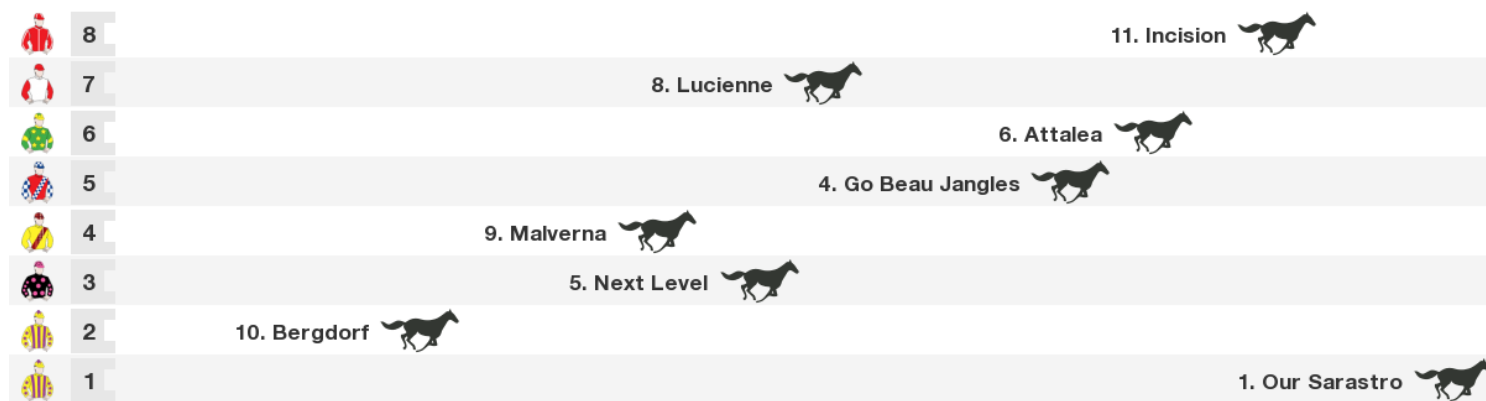 8 11. Incision
7 8. Lucienne
6 6. Attalea
5 4. Go Beau Jangles
4 9. Malverna
3 5. Next Level
2 10. Bergdorf
1 1. Our Sarastro